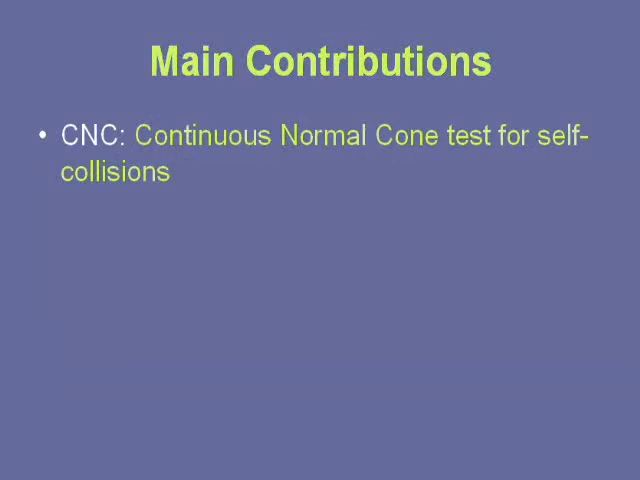 Main Contributions
• CNC: Continuous Normal Cone test for self-
collisions